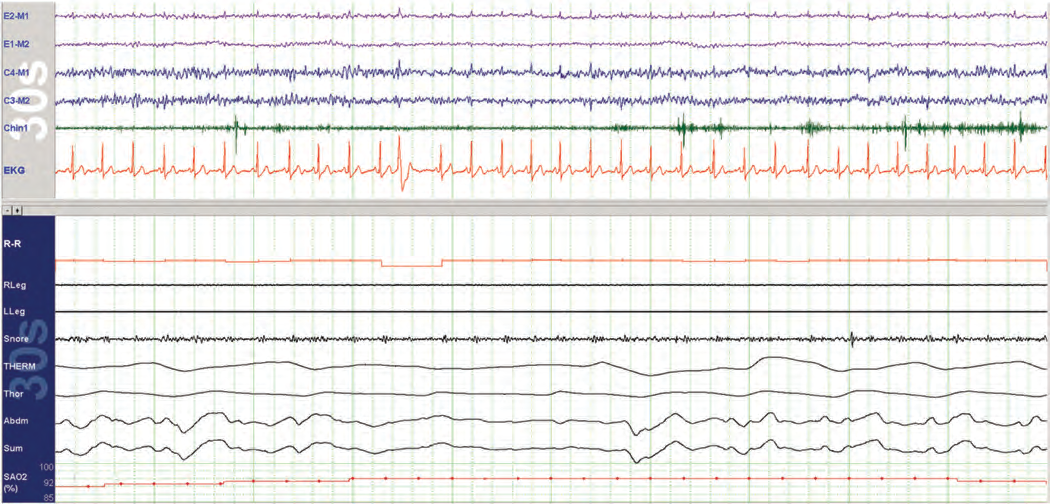 E2-M1
E1-M2
C4-M1
C3-M2
Chin1
EKG
30s
- +
R-R
RLeg
LLeg
Snore
30s
THERM
Thor
Abdm
Sum
100
SAO2 92
(%) 85